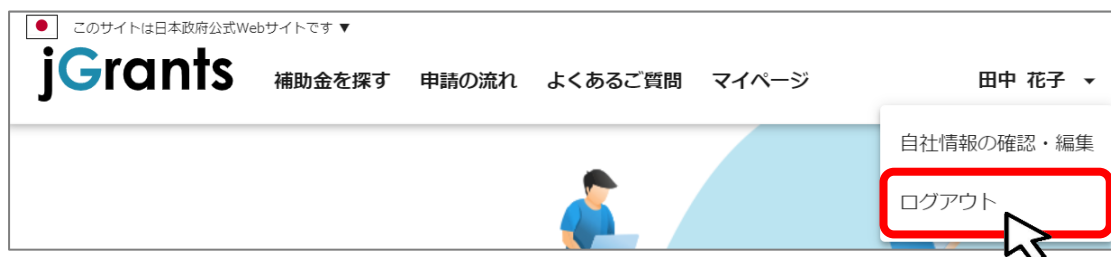 このサイトは日本政府公式Webサイトです ▼
jGrants 補助金を探す 申請の流れ よくあるご質問 マイページ 田中 花子 ▼
自社情報の確認・編集
ログアウト